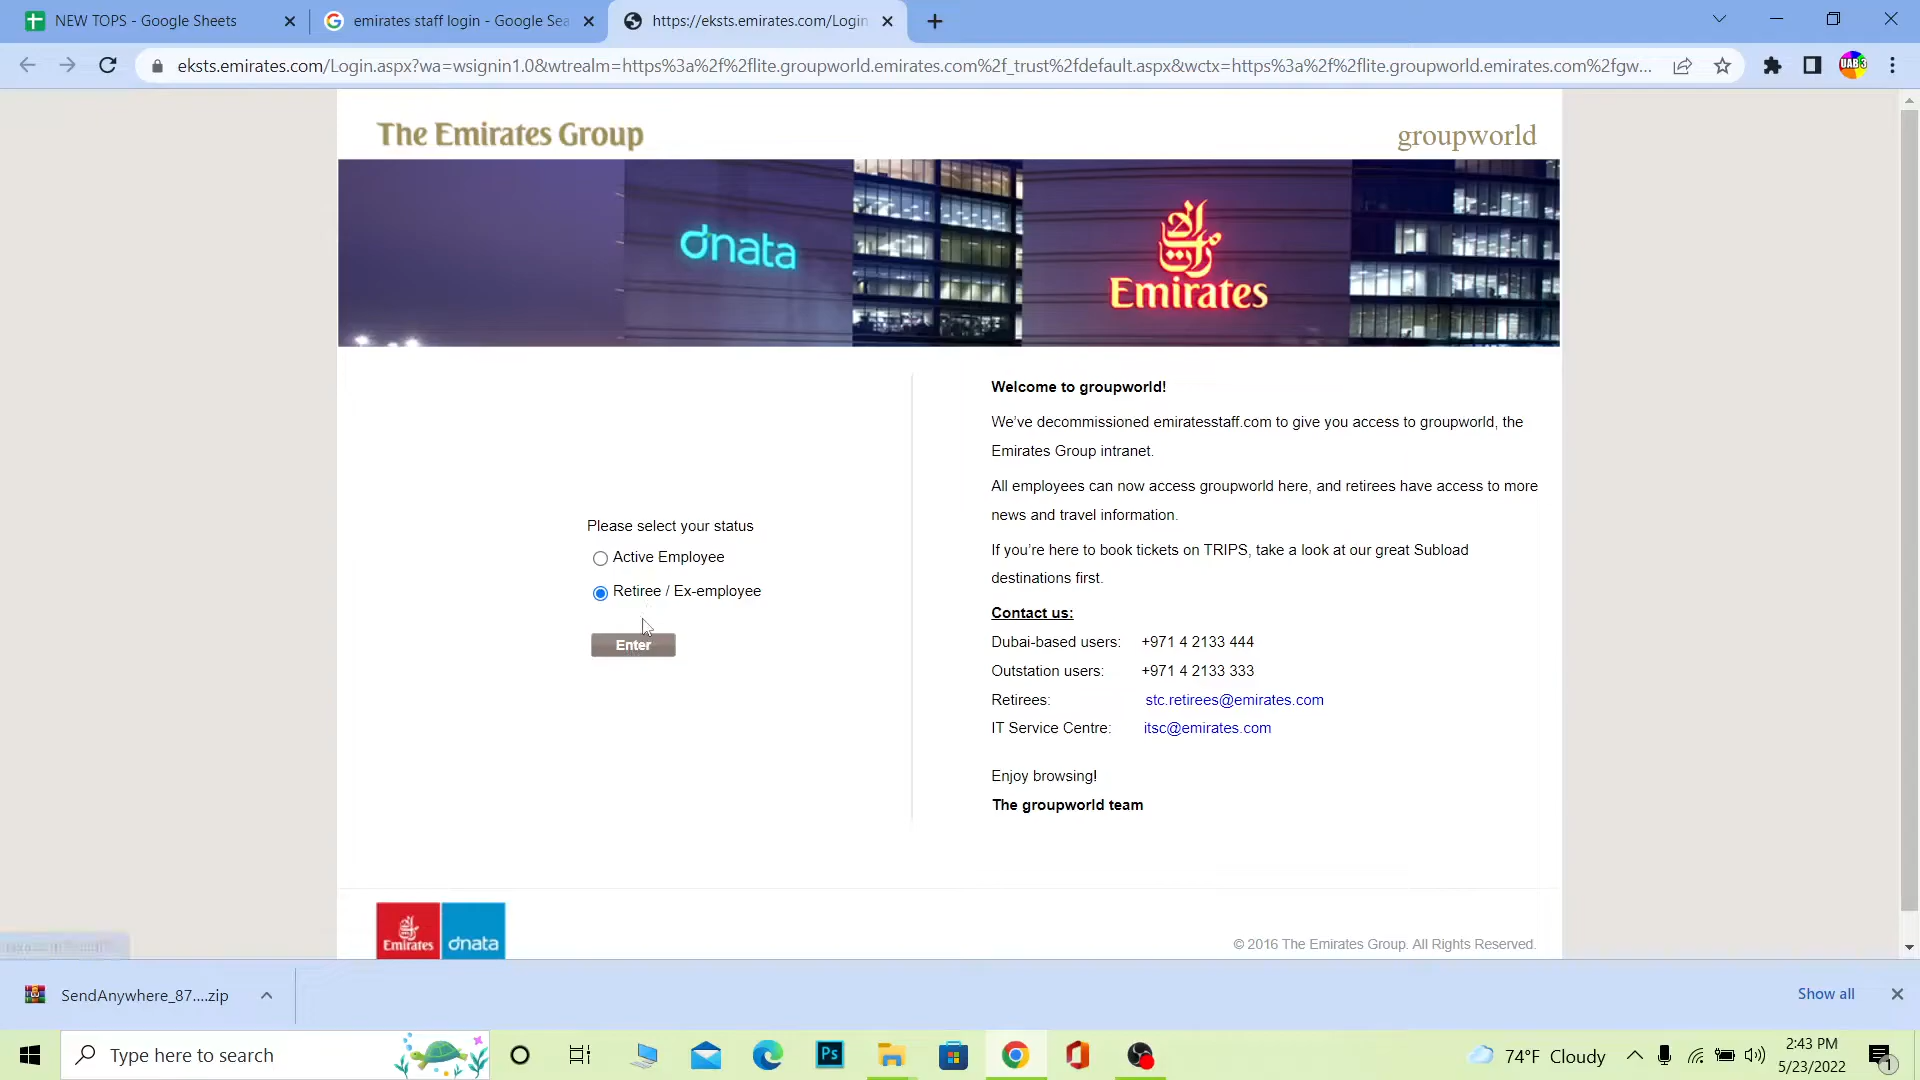 NEW TOPS - Google Sheets
emirates staff login - Google Sea
https://eksts.emirates.com/Login
eksts.emirates.com/Login.aspx?wa=wsignin1.0&wtrealm=https%3a%2f%2flite.groupworld.emirates.com%2f_trust%2fdefault.aspx&wctx=https%3a%2f%2flite.groupworld.emirates.com%2fgw...
UAB 3
The Emirates Group
groupworld
dnata
الإمارات
Emirates
Please select your status
Active Employee
Retiree / Ex-employee
Enter
Welcome to groupworld!
We've decommissioned emiratesstaff.com to give you access to groupworld, the
Emirates Group intranet.
All employees can now access groupworld here, and retirees have access to more
news and travel information.
If you're here to book tickets on TRIPS, take a look at our great Subload
destinations first.
Contact us:
Dubai-based users: +971 4 2133 444
Outstation users: +971 4 2133 333
Retirees: stc.retirees@emirates.com
IT Service Centre: itsc@emirates.com
Enjoy browsing!
The groupworld team
Emirates
dnata
© 2016 The Emirates Group. All Rights Reserved.
SendAnywhere_87....zip
Show all
Type here to search
Ps
74°F Cloudy
2:43 PM
5/23/2022
1